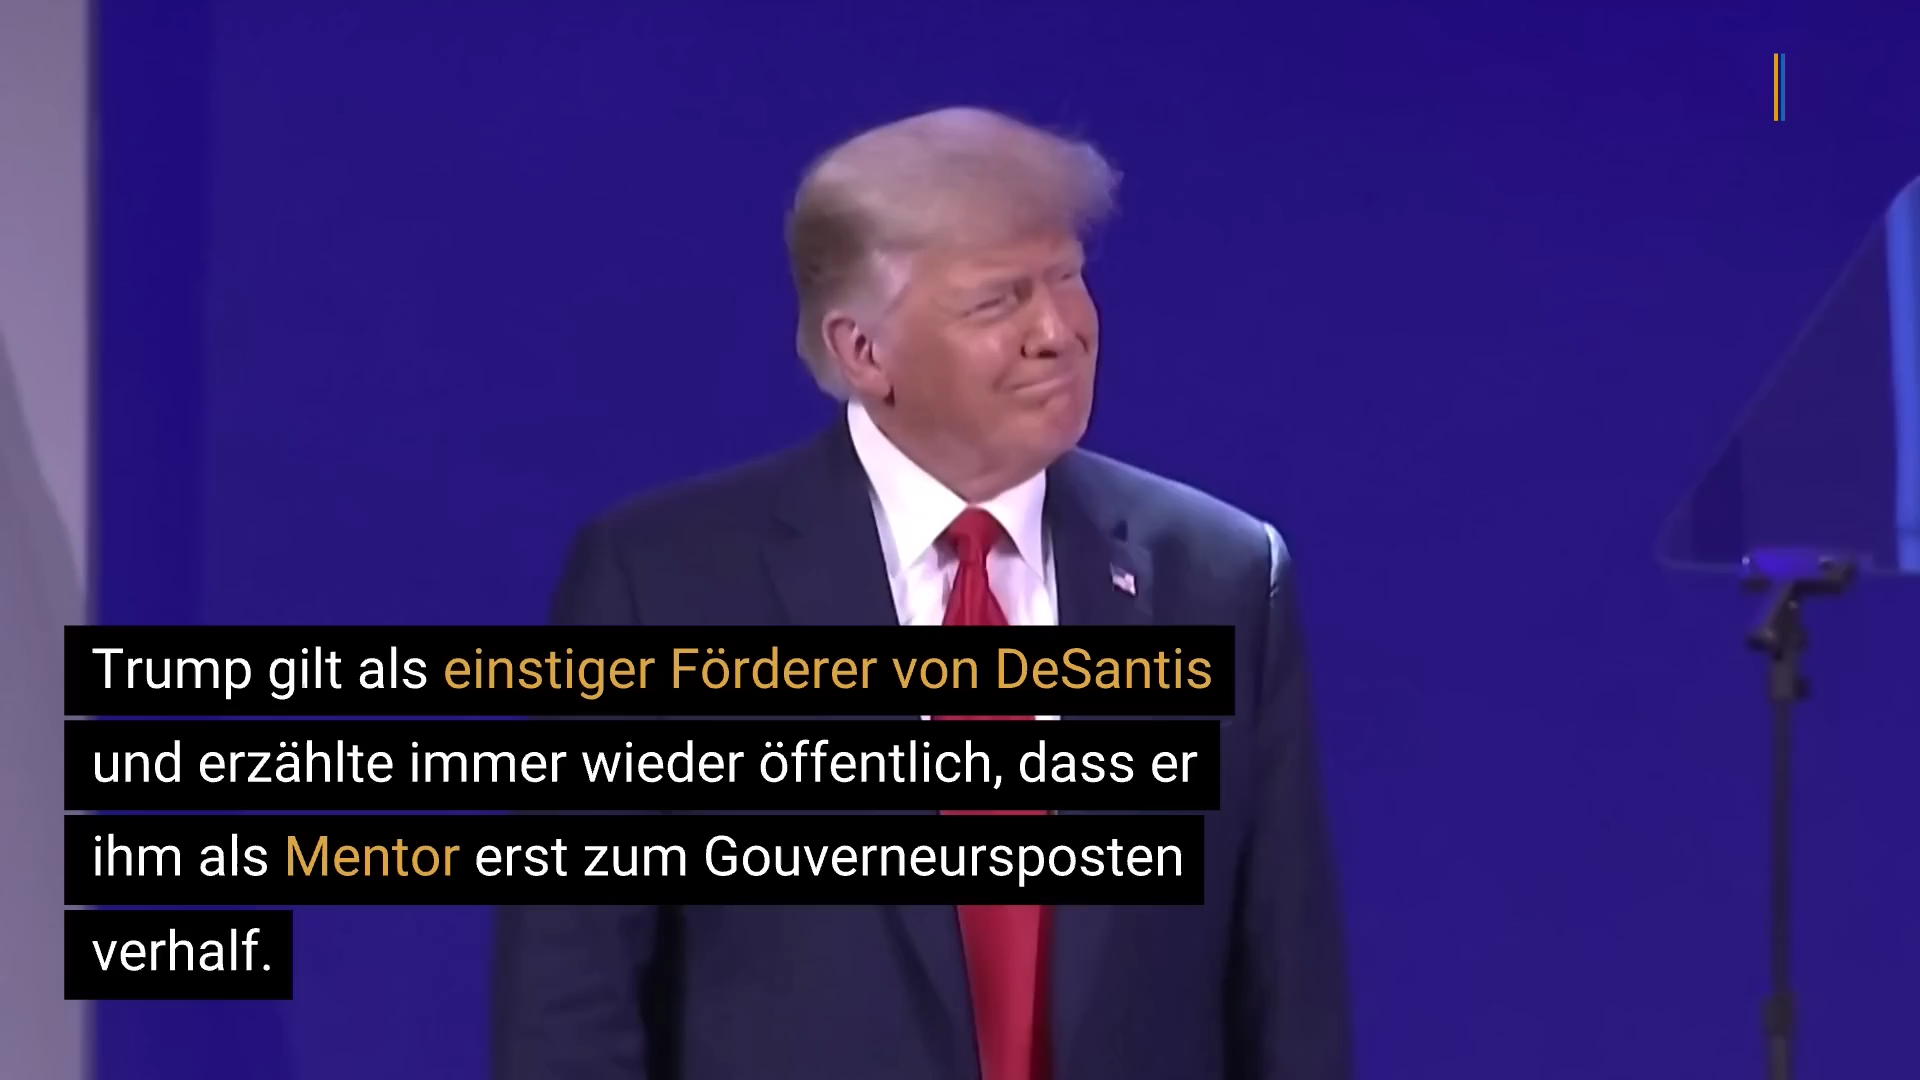 Trump gilt als einstiger Förderer von DeSantis
und erzählte immer wieder öffentlich, dass er
ihm als Mentor erst zum Gouverneursposten
verhalf.